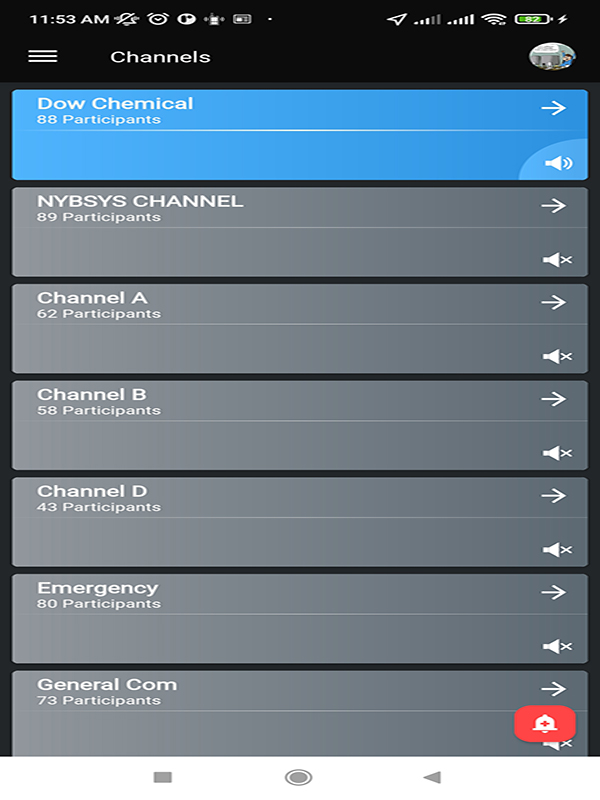 11:53 AM
82
Channels
Dow Chemical
88 Participants
NYBSYS CHANNEL
89 Participants
Channel A
62 Participants
Channel B
58 Participants
Channel D
43 Participants
Emergency
80 Participants
General Com
73 Participants